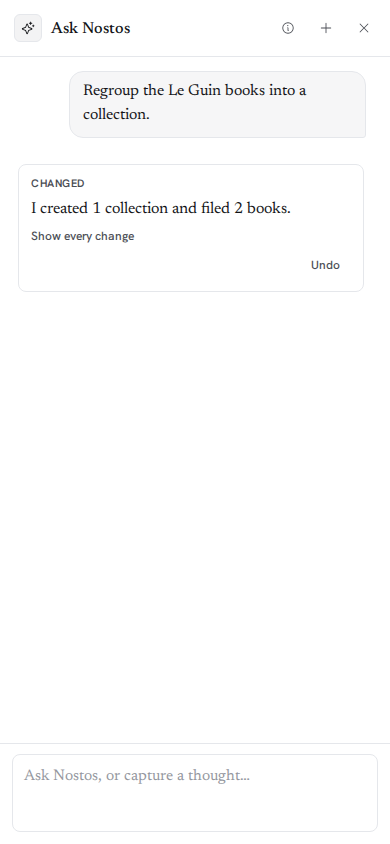 Ask Nostos
Regroup the Le Guin books into a
collection.
CHANGED
I created 1 collection and filed 2 books.
Show every change
Undo
Ask Nostos, or capture a thought...